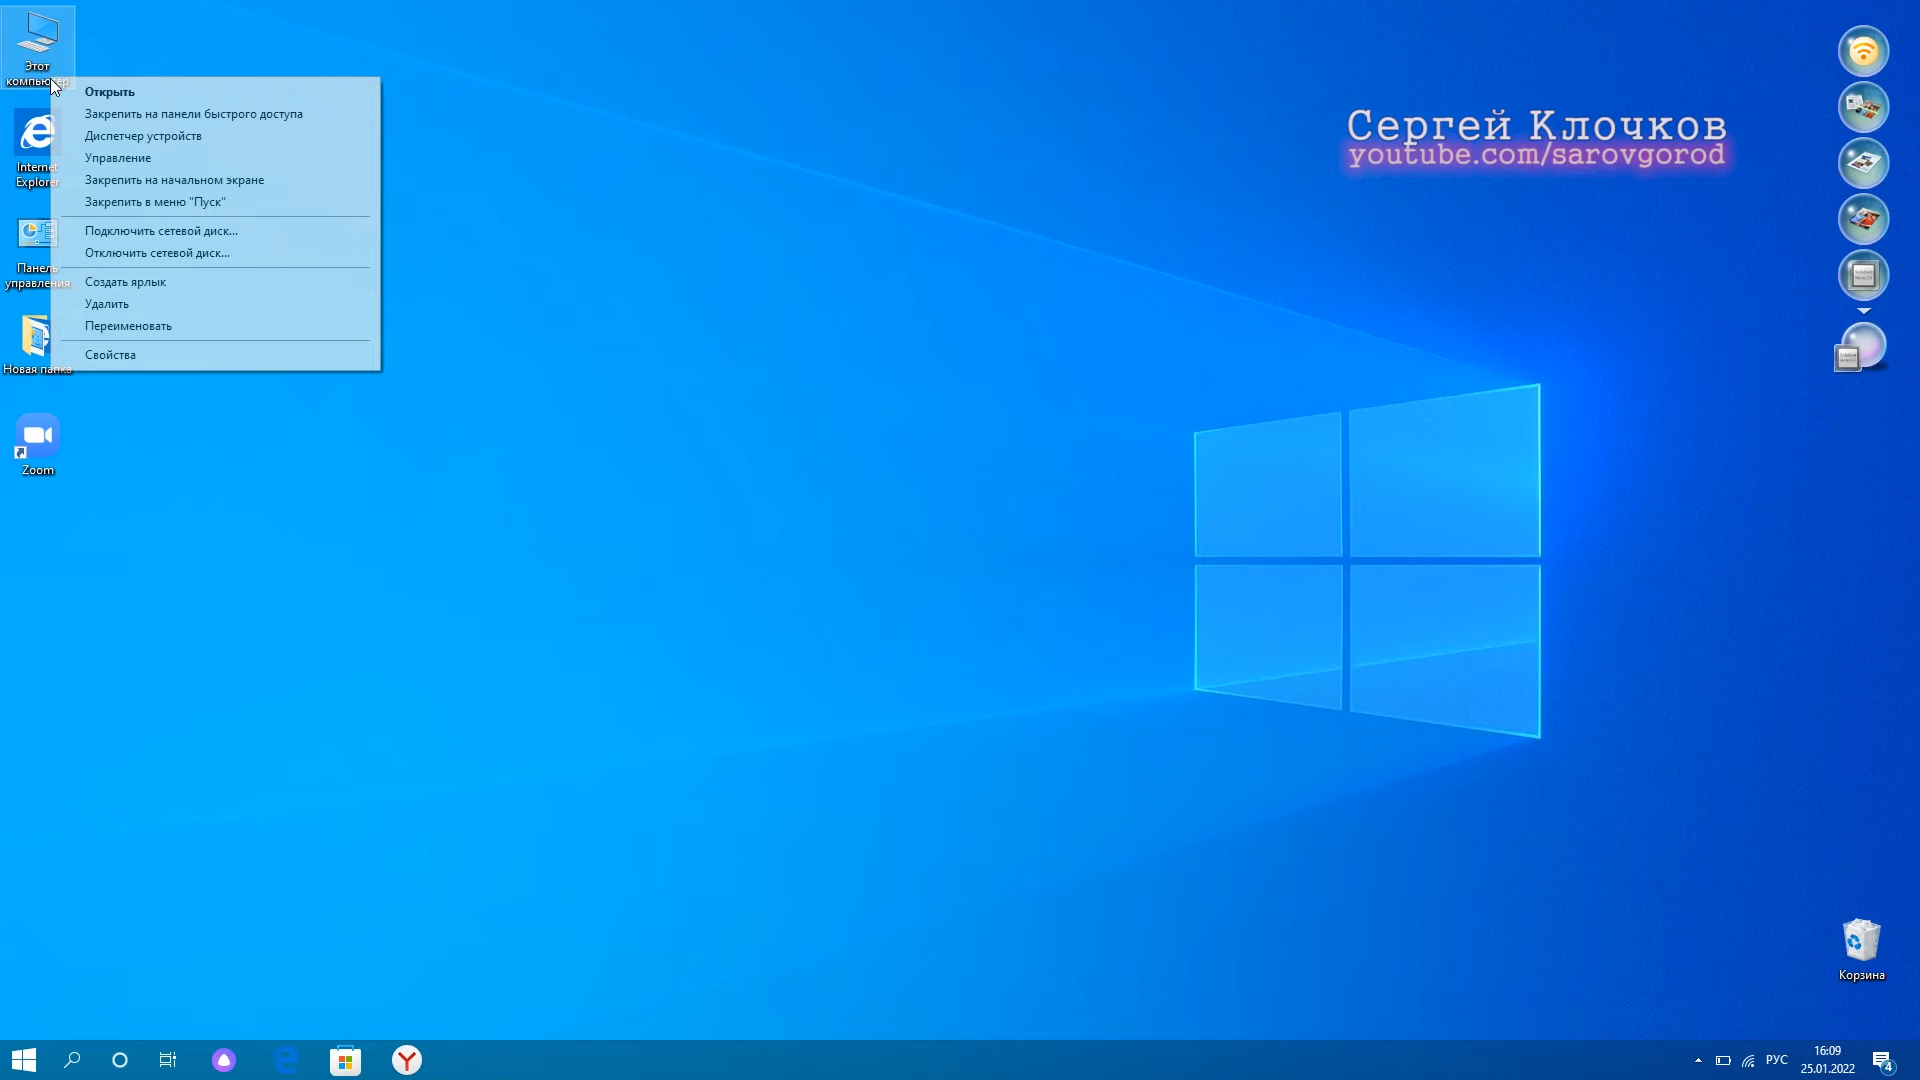 Этот
компьютер
Открыть
Закрепить на панели быстрого доступа
Диспетчер устройств
Управление
Закрепить на начальном экране
Закрепить в меню "Пуск"
Подключить сетевой диск...
Отключить сетевой диск...
Создать ярлык
Удалить
Переименовать
Свойства
Internet
Explorer
Панель
управления
Новая папка
Zoom
Сергей Клочков
youtube.com/sarovgorod
Корзина
РУС
16:09
25.01.2022
4